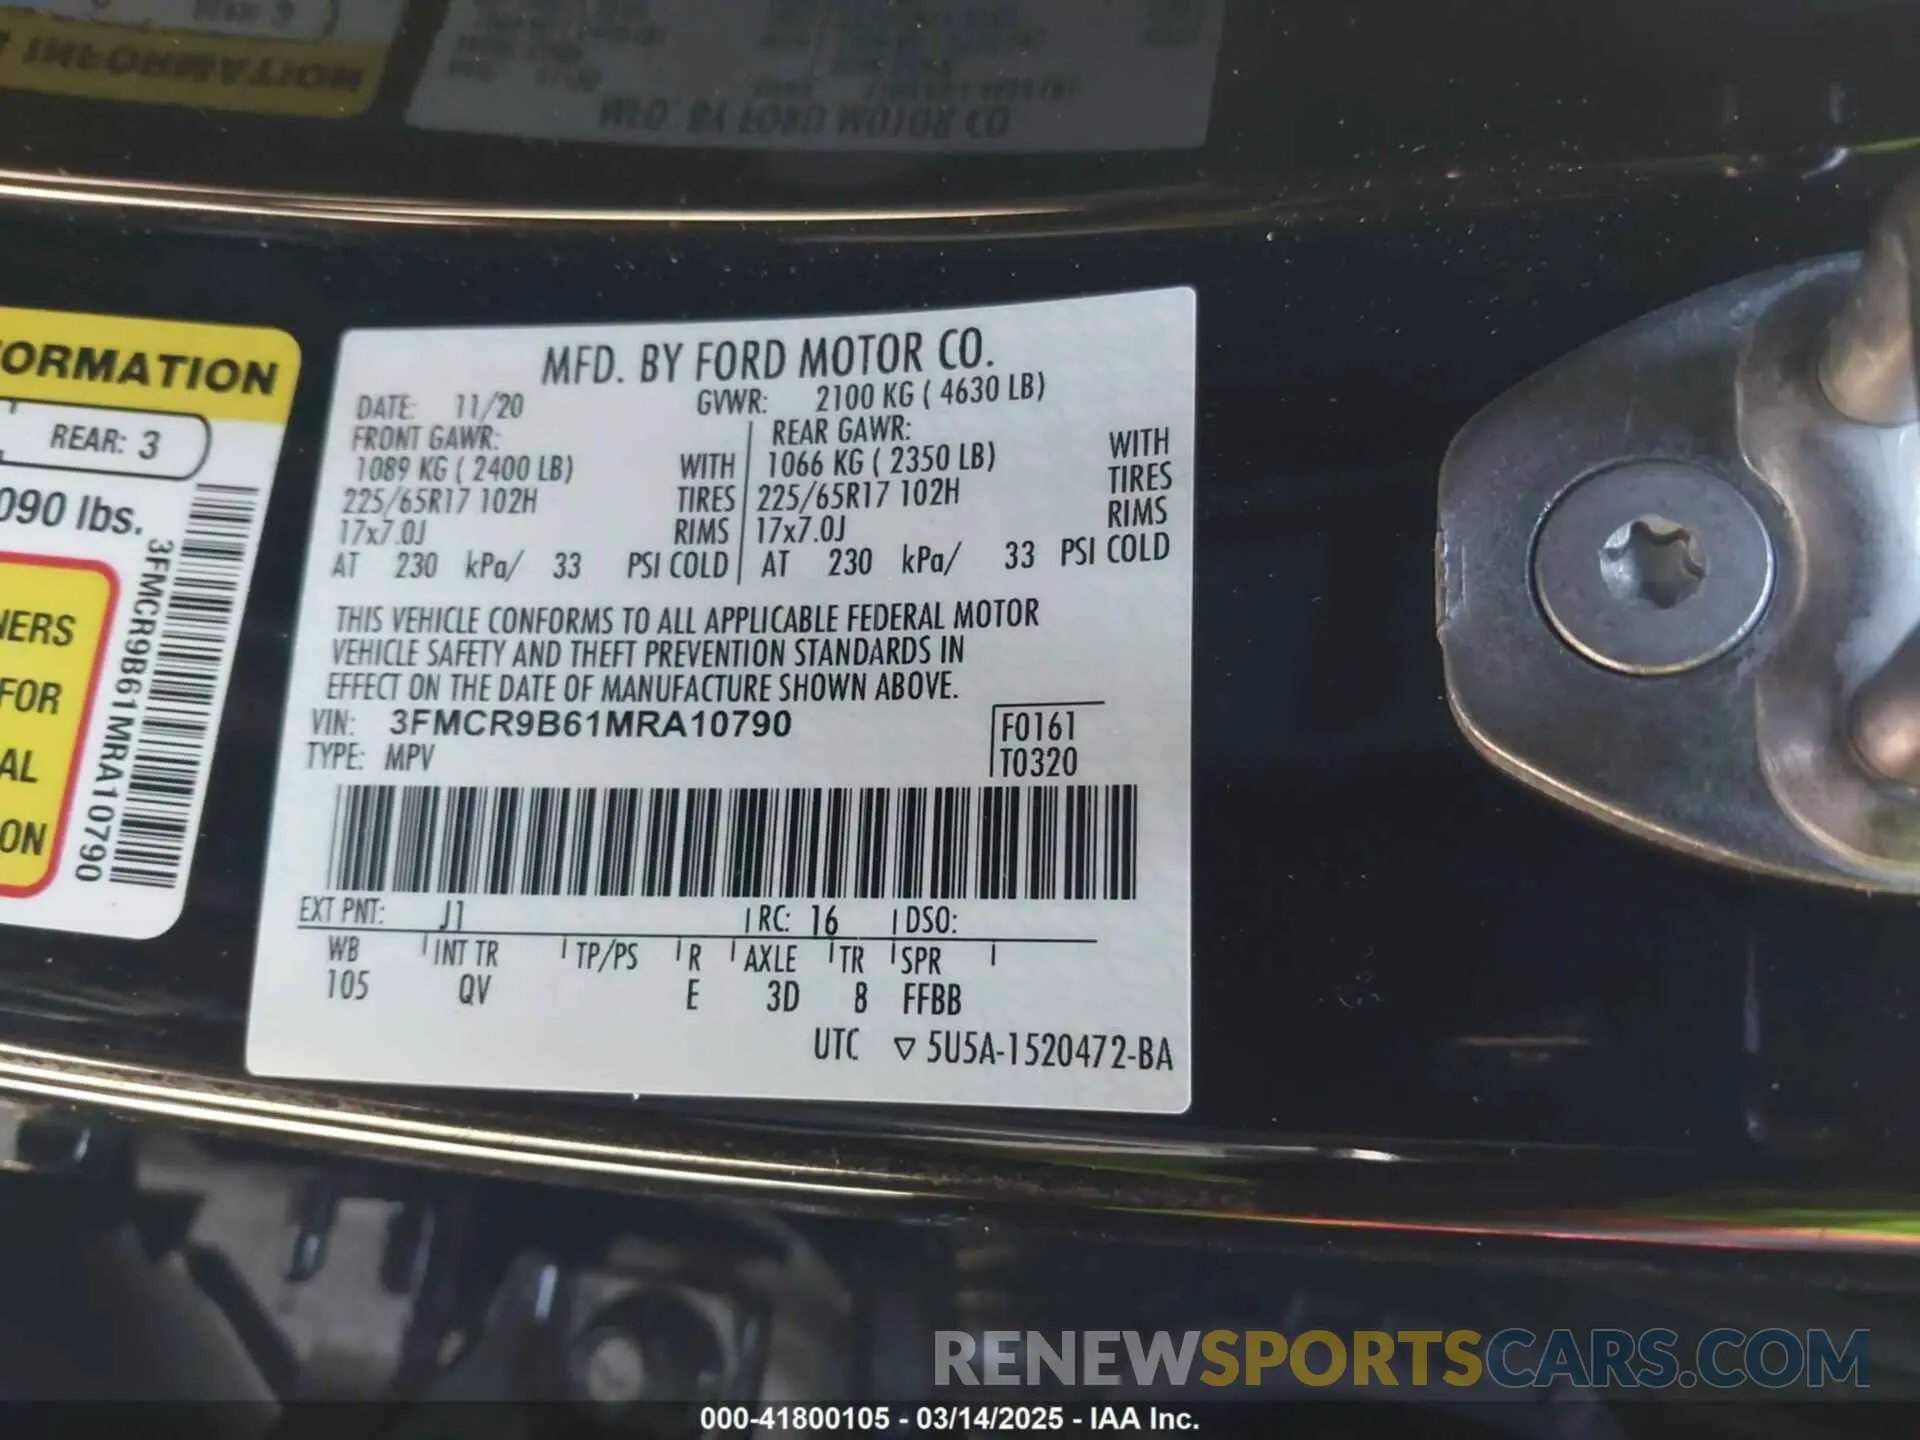 MFD. BY FORD MOTOR CO.
DATE: 11/20 GVWR: 2100 KG ( 4630 LB)
FRONT GAWR: REAR GAWR:
1089 KG ( 2400 LB) WITH 1066 KG ( 2350 LB) WITH
225/65R17 102H TIRES 225/65R17 102H TIRES
17x7.0J RIMS 17x7.0J RIMS
AT 230 kPa/ 33 PSI COLD AT 230 kPa/ 33 PSI COLD
THIS VEHICLE CONFORMS TO ALL APPLICABLE FEDERAL MOTOR
VEHICLE SAFETY AND THEFT PREVENTION STANDARDS IN
EFFECT ON THE DATE OF MANUFACTURE SHOWN ABOVE.
VIN: 3FMCR9B61MRA10790 F0161
TYPE: MPV T0320
EXT PNT: J1 RC: 16 DSO:
WB INT TR TP/PS R AXLE TR SPR
105 QV E 3D 8 FFBB
UTC ▽ 5U5A-1520472-BA
ORMATION
REAR: 3
090 lbs.
NERS
FOR
AL
ON
3FMCR9B61MRA10790
MFD. BY FORD MOTOR CO
INFORMATION
RENEWSPORTSCARS.COM
000-41800105 - 03/14/2025 - IAA Inc.